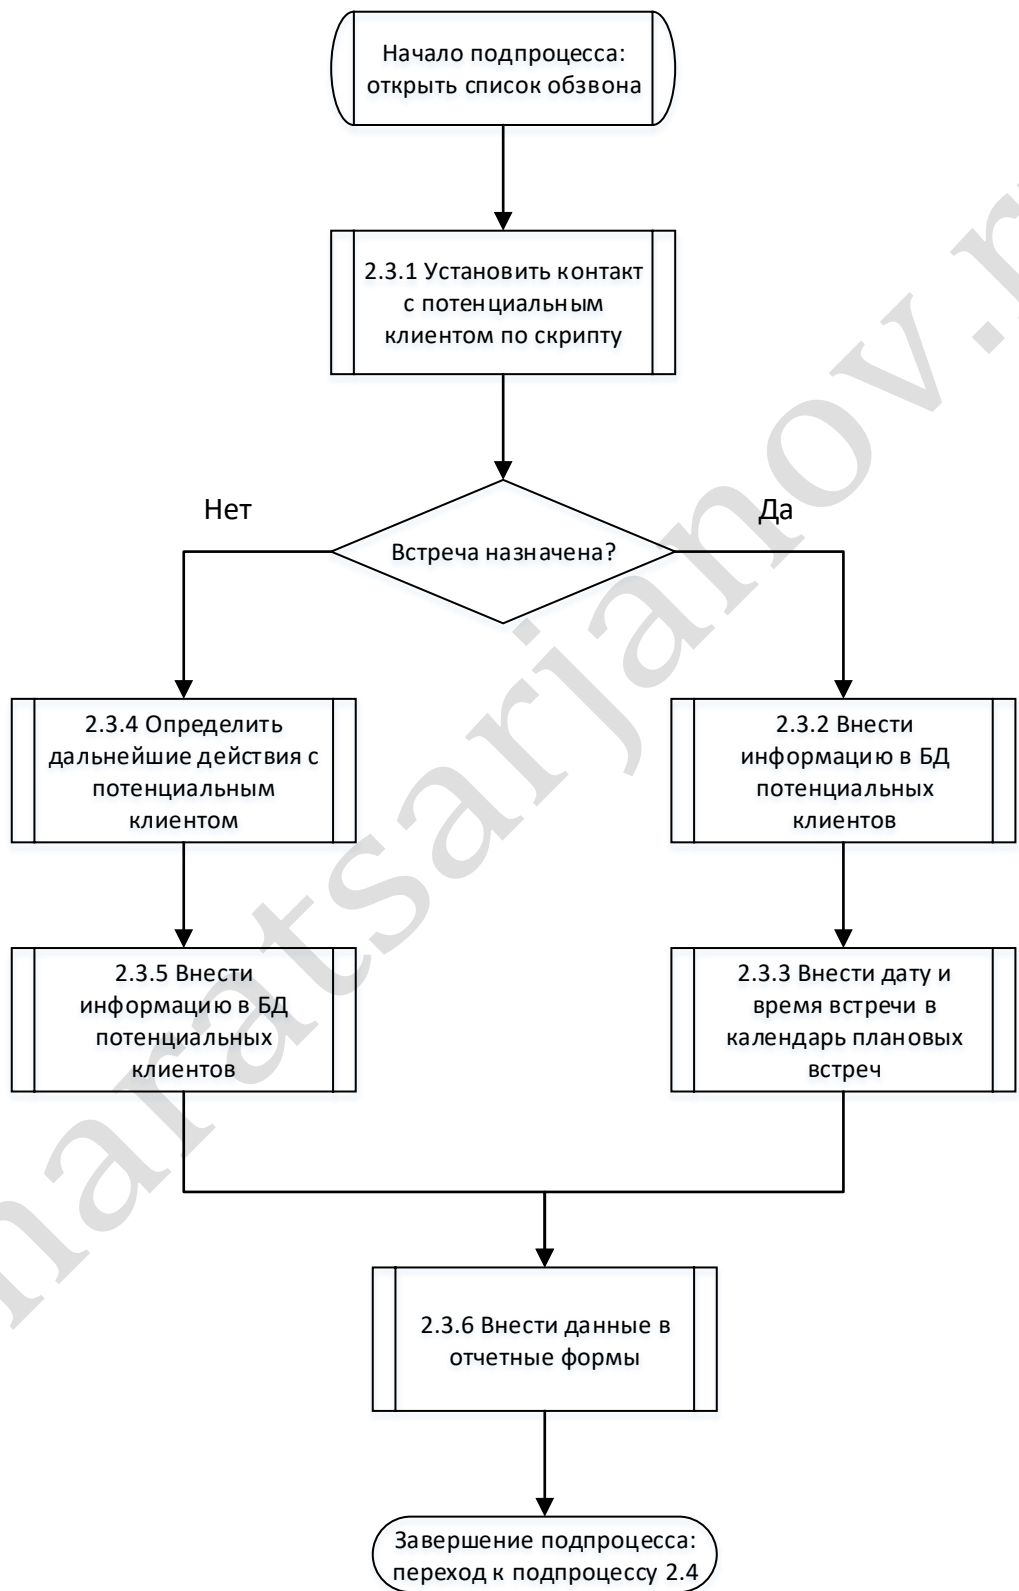 Начало подпроцесса:
открыть список обзвона
2.3.1 Установить контакт
с потенциальным
клиентом по скрипту
Нет
Да
Встреча назначена?
2.3.4 Определить
дальнейшие действия с
потенциальным
клиентом
2.3.2 Внести
информацию в БД
потенциальных
клиентов
2.3.5 Внести
информацию в БД
потенциальных
клиентов
2.3.3 Внести дату и
время встречи в
календарь плановых
встреч
2.3.6 Внести данные в
отчетные формы
Завершение подпроцесса:
переход к подпроцессу 2.4